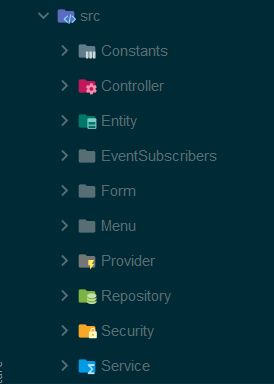 src
Constants
Controller
Entity
EventSubscribers
Form
Menu
Provider
Repository
Security
Service